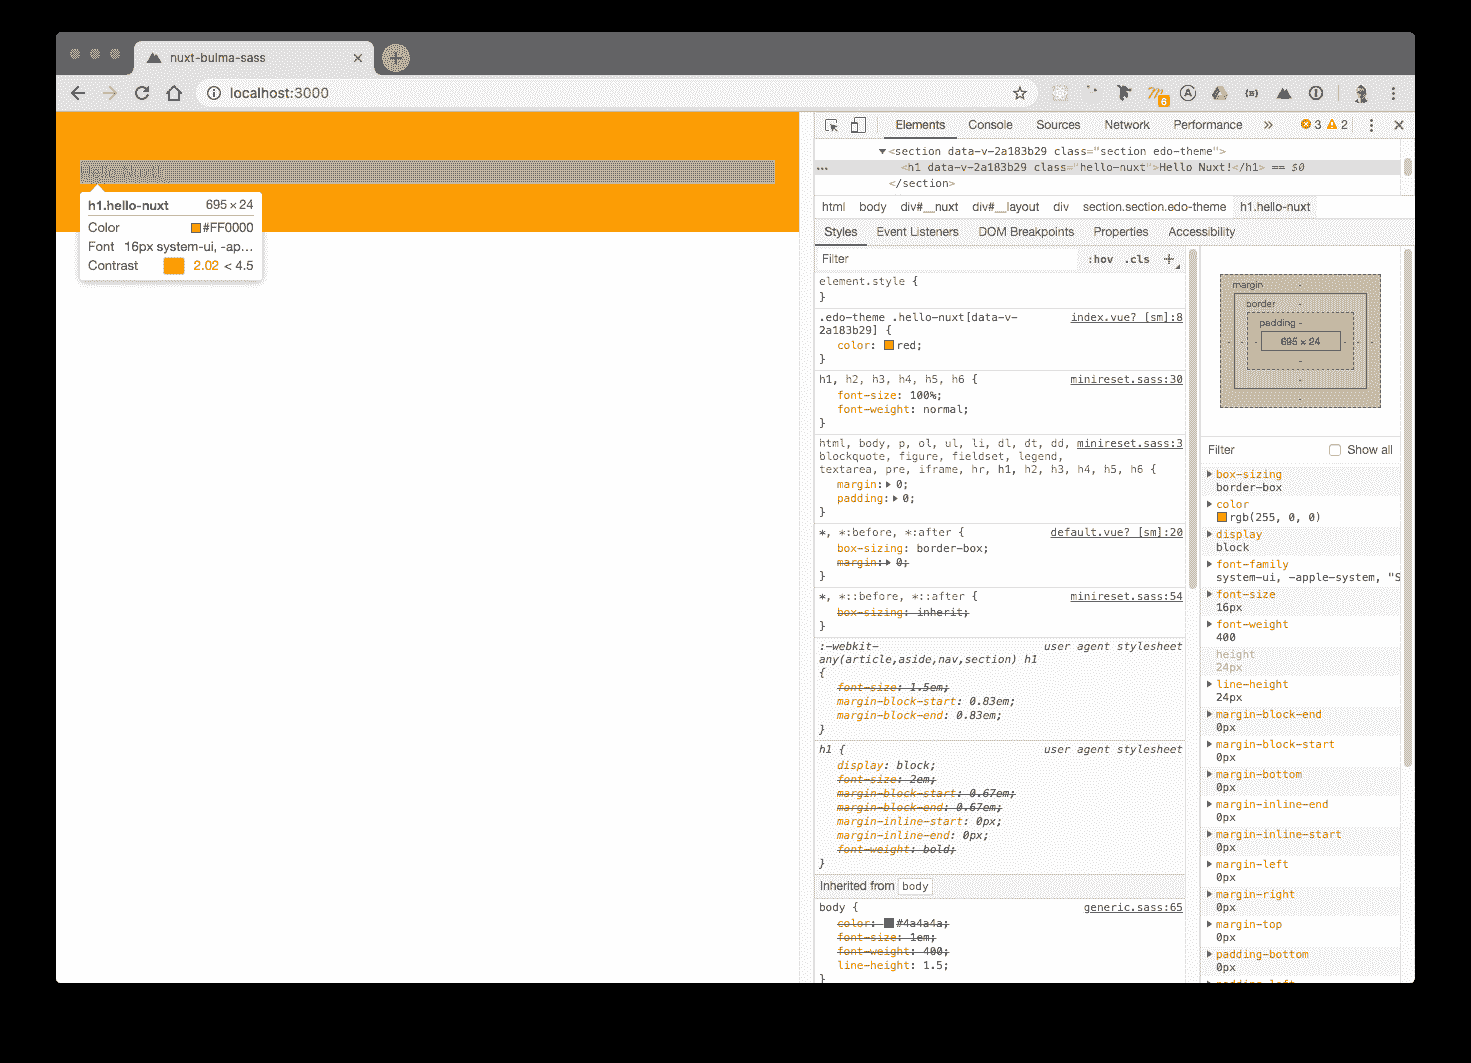 nuxt-bulma-sass
localhost:3000
6
Elements Console Sources Network Performance » 3 2
<section data-v-2a183b29 class="section edo-theme">
… <h1 data-v-2a183b29 class="hello-nuxt">Hello Nuxt!</h1> == $0
</section>
html body div#__nuxt div#__layout div section.section.edo-theme h1.hello-nuxt
Styles Event Listeners DOM Breakpoints Properties Accessibility
h1.hello-nuxt 695 × 24
Color #FF0000
Font 16px system-ui, -ap…
Contrast 2.02 < 4.5
Filter :hov .cls +
element.style {
}
.edo-theme .hello-nuxt[data-v- index.vue? [sm]:8
2a183b29] {
color: red;
}
h1, h2, h3, h4, h5, h6 { minireset.sass:30
font-size: 100%;
font-weight: normal;
}
html, body, p, ol, ul, li, dl, dt, dd, minireset.sass:3
blockquote, figure, fieldset, legend,
textarea, pre, iframe, hr, h1, h2, h3, h4, h5, h6 {
margin: 0;
padding: 0;
}
*, *:before, *:after { default.vue? [sm]:20
box-sizing: border-box;
margin: 0;
}
*, *::before, *::after { minireset.sass:54
box-sizing: inherit;
}
:-webkit- user agent stylesheet
any(article,aside,nav,section) h1
{
font-size: 1.5em;
margin-block-start: 0.83em;
margin-block-end: 0.83em;
}
h1 { user agent stylesheet
display: block;
font-size: 2em;
margin-block-start: 0.67em;
margin-block-end: 0.67em;
margin-inline-start: 0px;
margin-inline-end: 0px;
font-weight: bold;
}
Inherited from body
body { generic.sass:65
color: #4a4a4a;
font-size: 1em;
font-weight: 400;
line-height: 1.5;
}
margin -
border -
padding -
- - - 695 × 24 - - -
-
-
-
Filter Show all
box-sizing
border-box
color
rgb(255, 0, 0)
display
block
font-family
system-ui, -apple-system, "S
font-size
16px
font-weight
400
height
24px
line-height
24px
margin-block-end
0px
margin-block-start
0px
margin-bottom
0px
margin-inline-end
0px
margin-inline-start
0px
margin-left
0px
margin-right
0px
margin-top
0px
padding-bottom
0px
padding-left